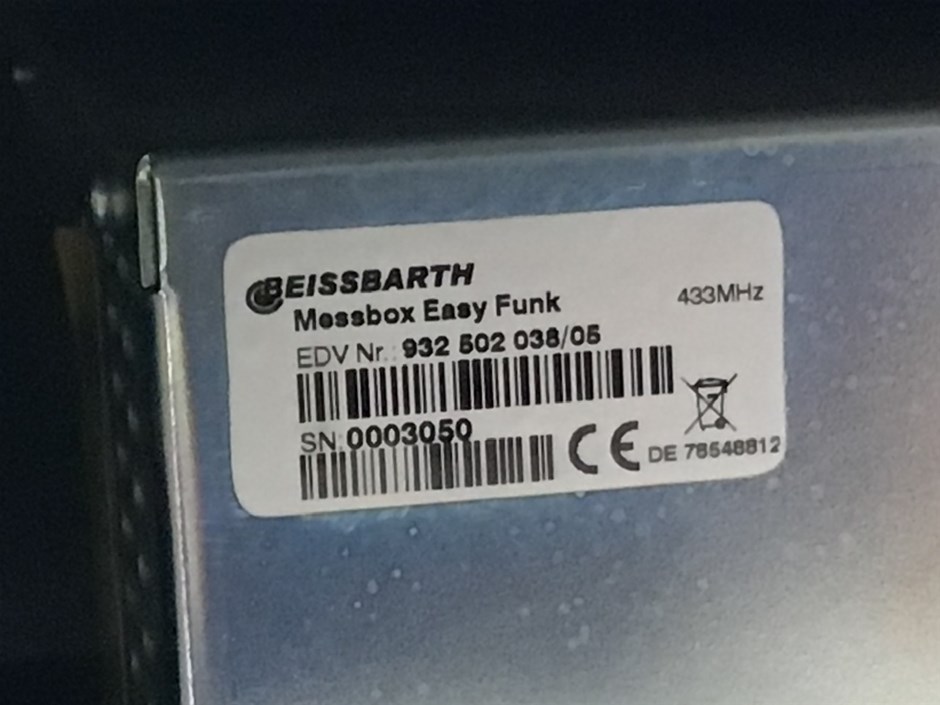 BEISSBARTH
Messbox Easy Funk
433MHz
EDV Nr.: 932 502 038/05
SN:0003050
CE
DE 78548812